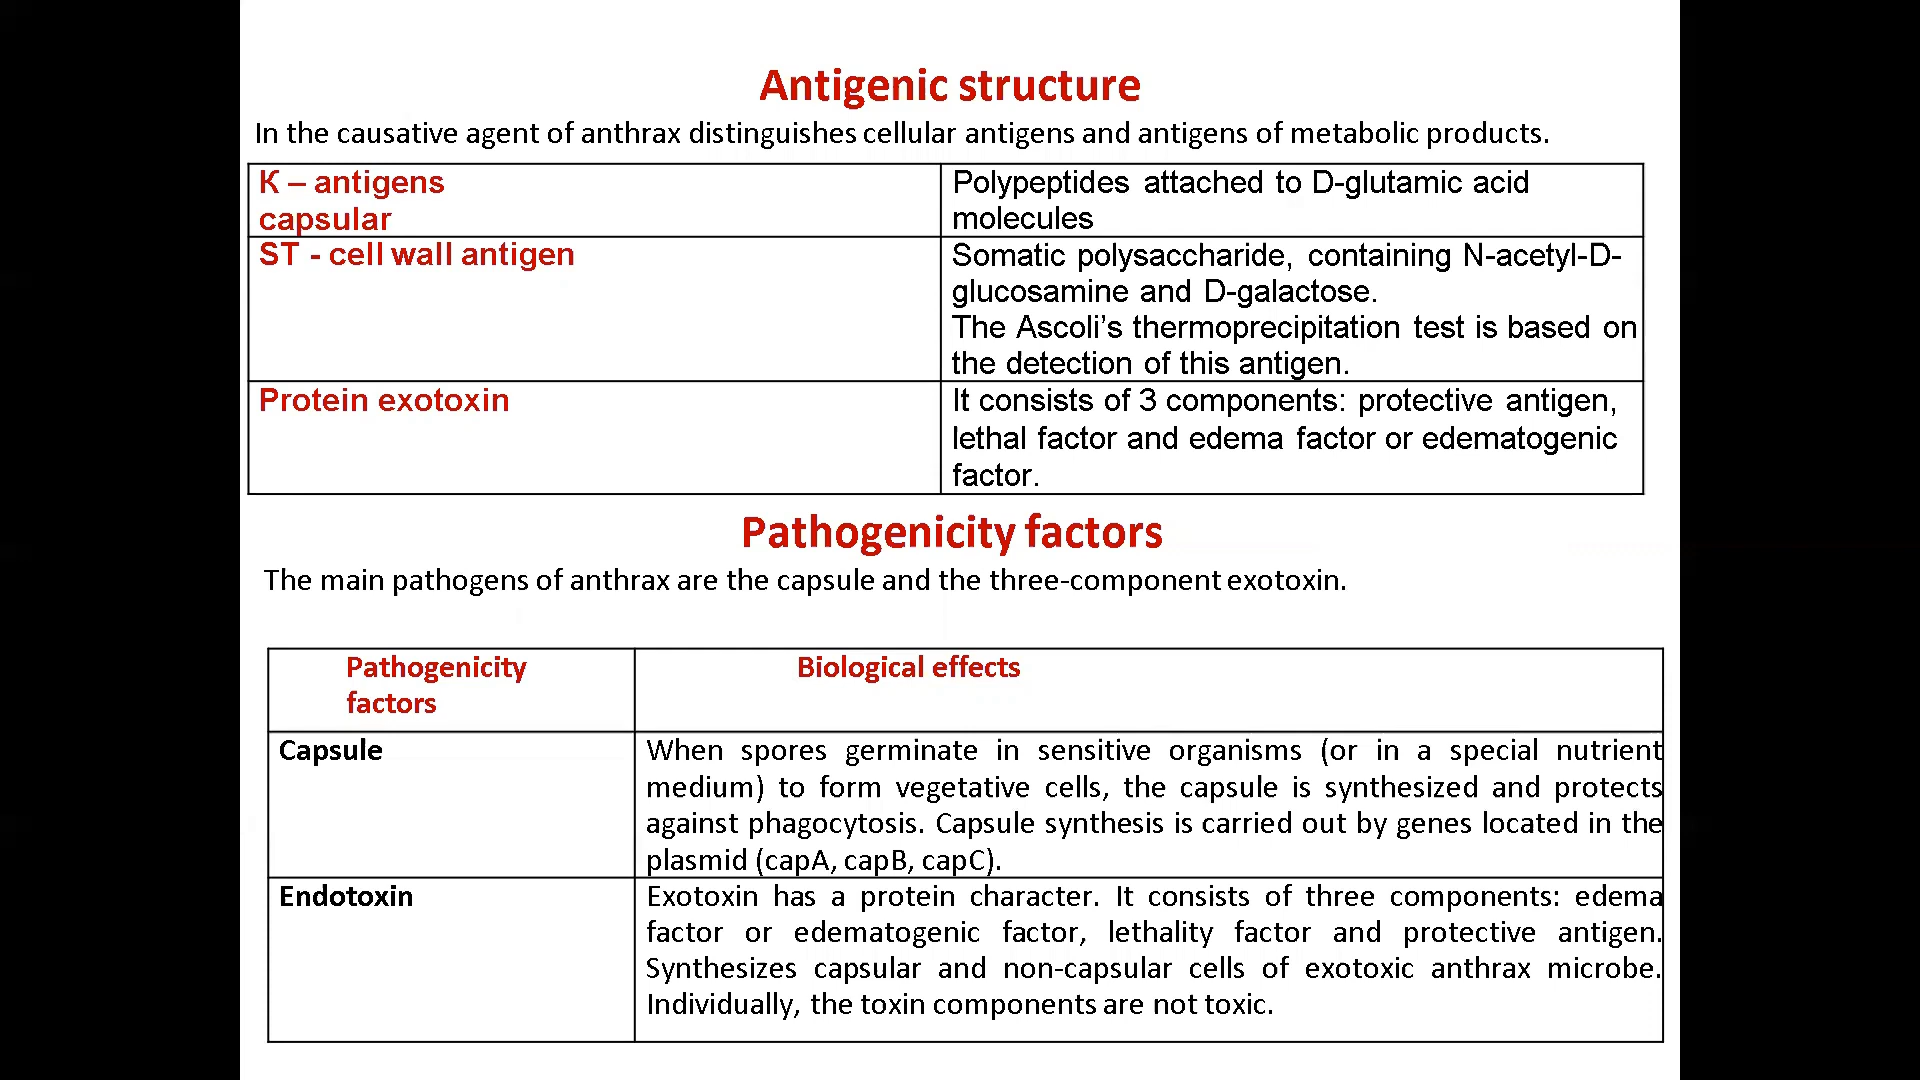 Antigenic structure
In the causative agent of anthrax distinguishes cellular antigens and antigens of metabolic products.
K – antigens
capsular
Polypeptides attached to D-glutamic acid
molecules
ST - cell wall antigen
Somatic polysaccharide, containing N-acetyl-D-
glucosamine and D-galactose.
The Ascoli’s thermoprecipitation test is based on
the detection of this antigen.
Protein exotoxin
It consists of 3 components: protective antigen,
lethal factor and edema factor or edematogenic
factor.
Pathogenicity factors
The main pathogens of anthrax are the capsule and the three-component exotoxin.
Pathogenicity
factors
Biological effects
Capsule
When spores germinate in sensitive organisms (or in a special nutrient
medium) to form vegetative cells, the capsule is synthesized and protects
against phagocytosis. Capsule synthesis is carried out by genes located in the
plasmid (capA, capB, capC).
Endotoxin
Exotoxin has a protein character. It consists of three components: edema
factor or edematogenic factor, lethality factor and protective antigen.
Synthesizes capsular and non-capsular cells of exotoxic anthrax microbe.
Individually, the toxin components are not toxic.